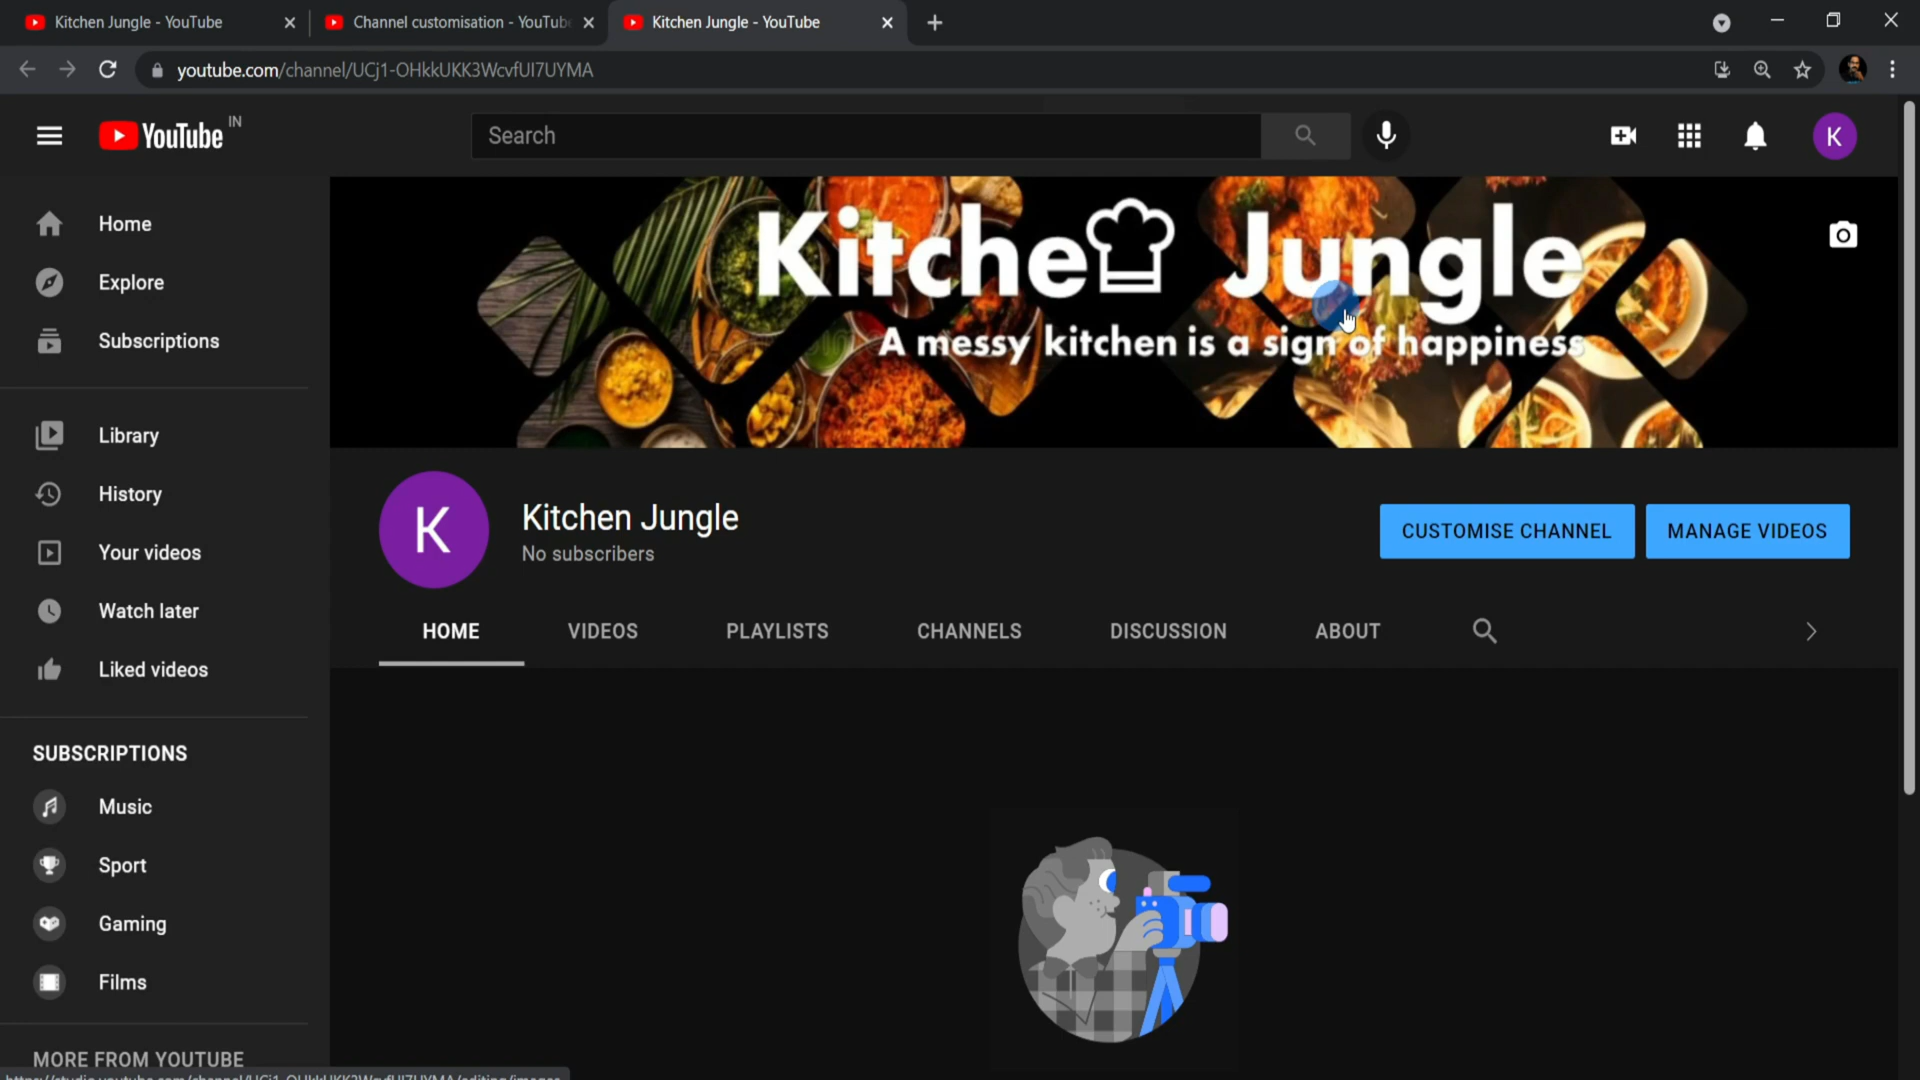 Kitchen Jungle - YouTube
Channel customisation - YouTub
Kitchen Jungle - YouTube
youtube.com/channel/UCj1-OHkkUKK3WcvfUI7UYMA
YouTube IN
Search
K
Home
Explore
Subscriptions
Library
History
Your videos
Watch later
Liked videos
SUBSCRIPTIONS
Music
Sport
Gaming
Films
MORE FROM YOUTUBE
Kitche Jungle
A messy kitchen is a sign of happiness
K
Kitchen Jungle
No subscribers
CUSTOMISE CHANNEL
MANAGE VIDEOS
HOME VIDEOS PLAYLISTS CHANNELS DISCUSSION ABOUT